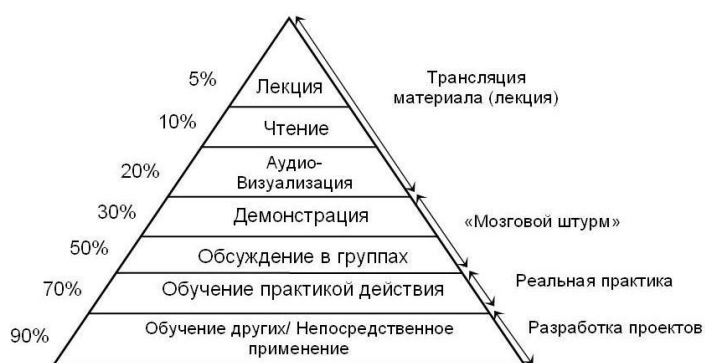 5%
Лекция
10%
Чтение
20%
Аудио-
Визуализация
30%
Демонстрация
50%
Обсуждение в группах
70%
Обучение практикой действия
90%
Обучение других/ Непосредственное
применение
Трансляция
материала (лекция)
«Мозговой штурм»
Реальная практика
Разработка проектов